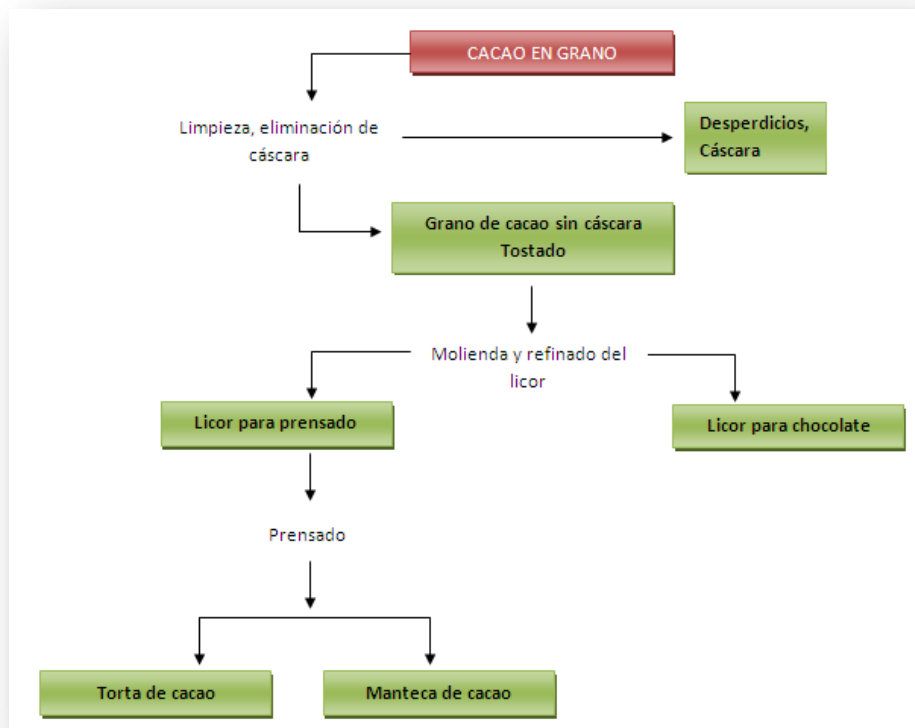 CACAO EN GRANO
Limpieza, eliminación de
cáscara
Desperdicios,
Cáscara
Grano de cacao sin cáscara
Tostado
Molienda y refinado del
licor
Licor para prensado
Licor para chocolate
Prensado
Torta de cacao
Manteca de cacao